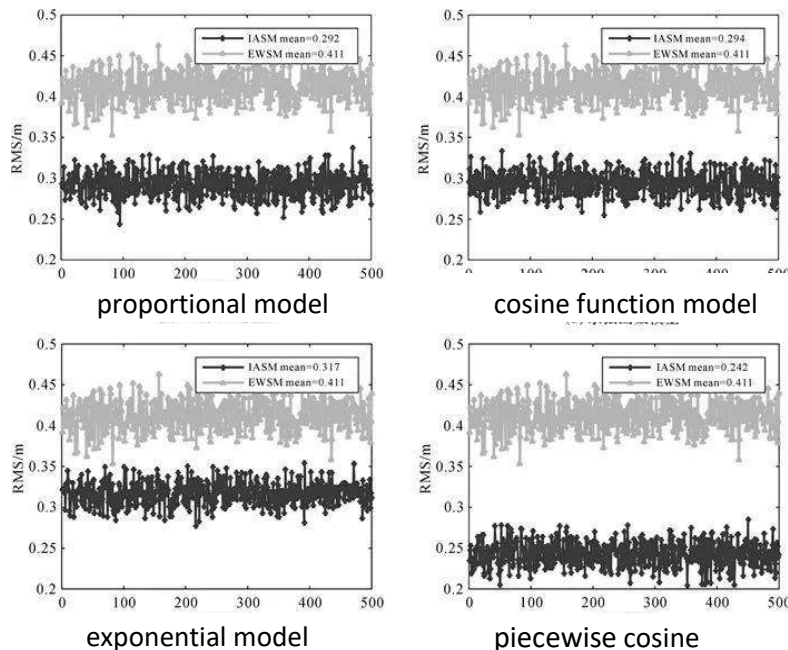 0.5
IASM mean=0.292
EWSM mean=0.411
0.45
0.4
0.35
RMS/m
0.3
0.25
0.2
0 100 200 300 400 500
proportional model
0.5
IASM mean=0.294
EWSM mean=0.411
0.45
0.4
0.35
RMS/m
0.3
0.25
0.2
0 100 200 300 400 500
cosine function model
0.5
IASM mean=0.317
EWSM mean=0.411
0.45
0.4
0.35
RMS/m
0.3
0.25
0.2
0 100 200 300 400 500
exponential model
0.5
IASM mean=0.242
EWSM mean=0.411
0.45
0.4
0.35
RMS/m
0.3
0.25
0.2
0 100 200 300 400 500
piecewise cosine